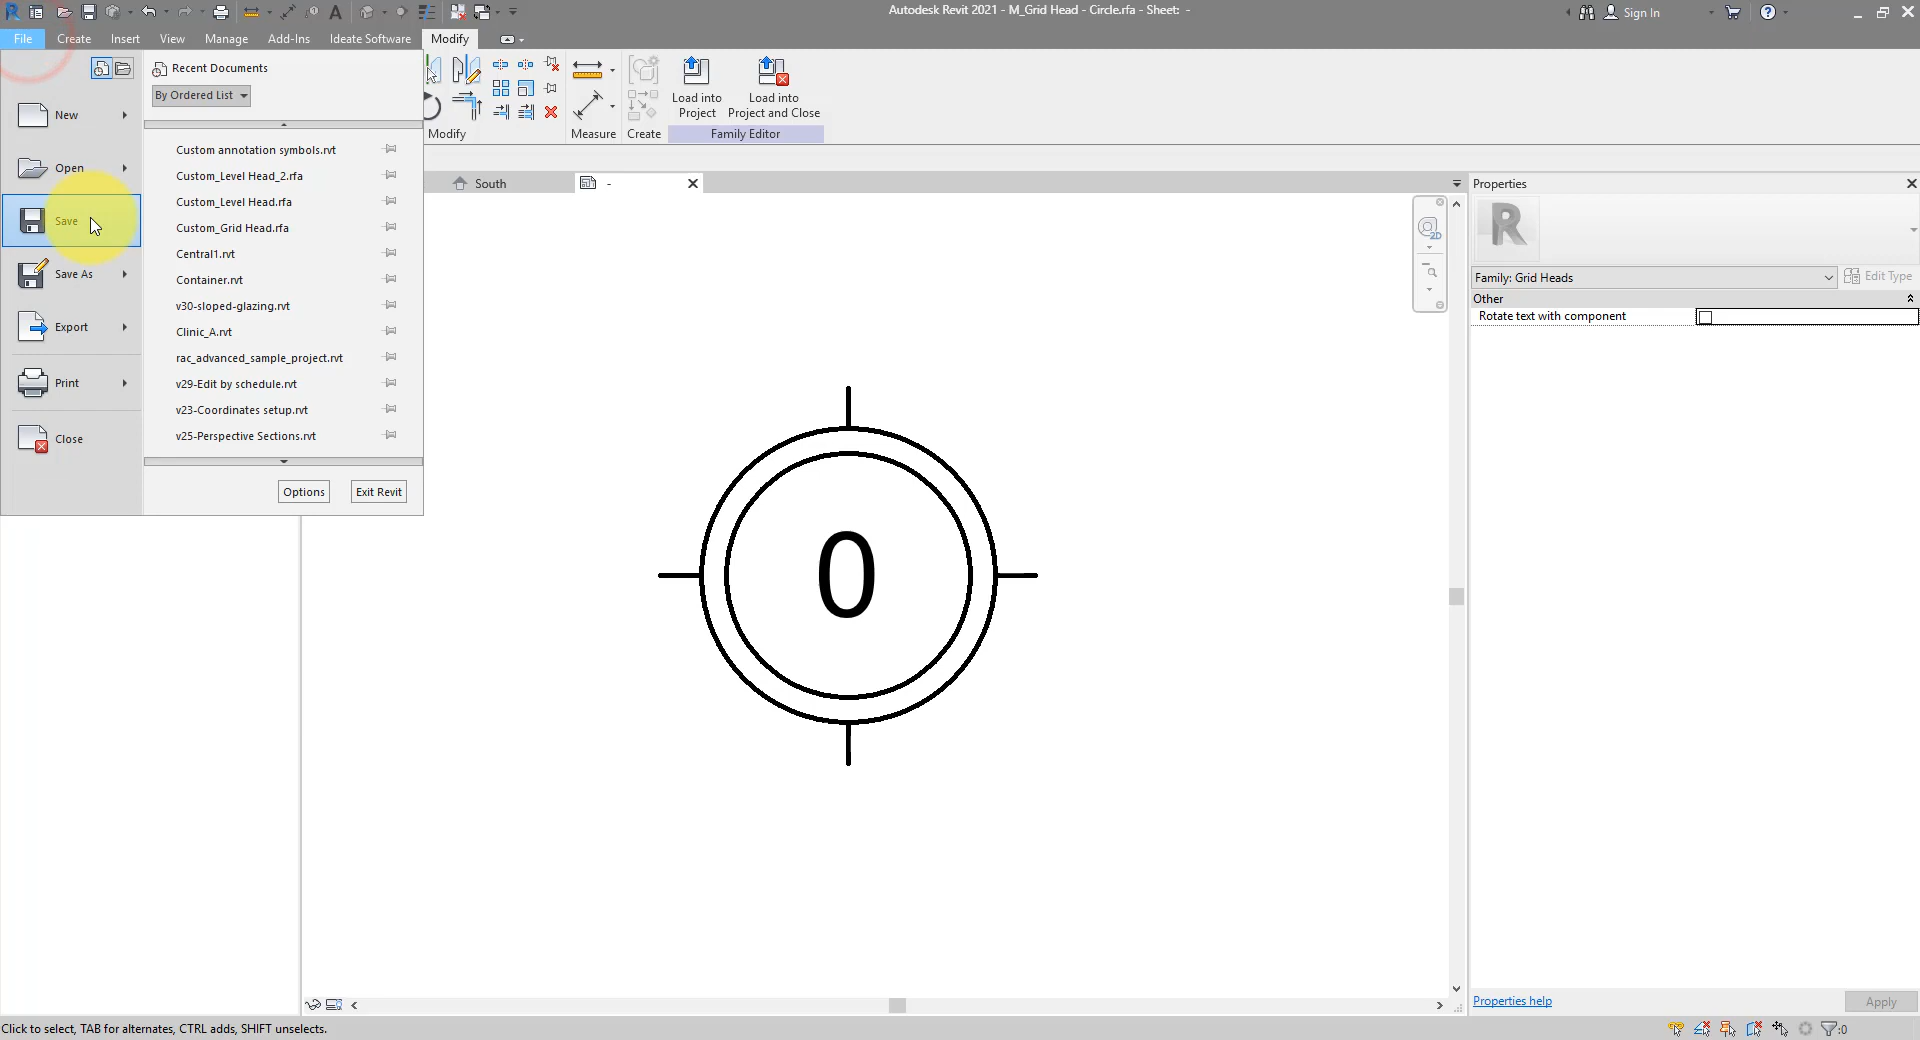 Autodesk Revit 2021 - M_Grid Head - Circle.rfa - Sheet: -
Sign In
File
Create
Insert
View
Manage
Add-Ins
Ideate Software
Modify
Recent Documents
By Ordered List
New
Open
Save
Save As
Export
Print
Close
Custom annotation symbols.rvt
Custom_Level Head_2.rfa
Custom_Level Head.rfa
Custom_Grid Head.rfa
Central1.rvt
Container.rvt
v30-sloped-glazing.rvt
Clinic_A.rvt
rac_advanced_sample_project.rvt
v29-Edit by schedule.rvt
v23-Coordinates setup.rvt
v25-Perspective Sections.rvt
Options
Exit Revit
Load into
Project
Load into
Project and Close
Modify
Measure
Create
Family Editor
South
-
2D
0
Properties
R
Family: Grid Heads
Edit Type
Other
Rotate text with component
Properties help
Apply
Click to select, TAB for alternates, CTRL adds, SHIFT unselects.
:0